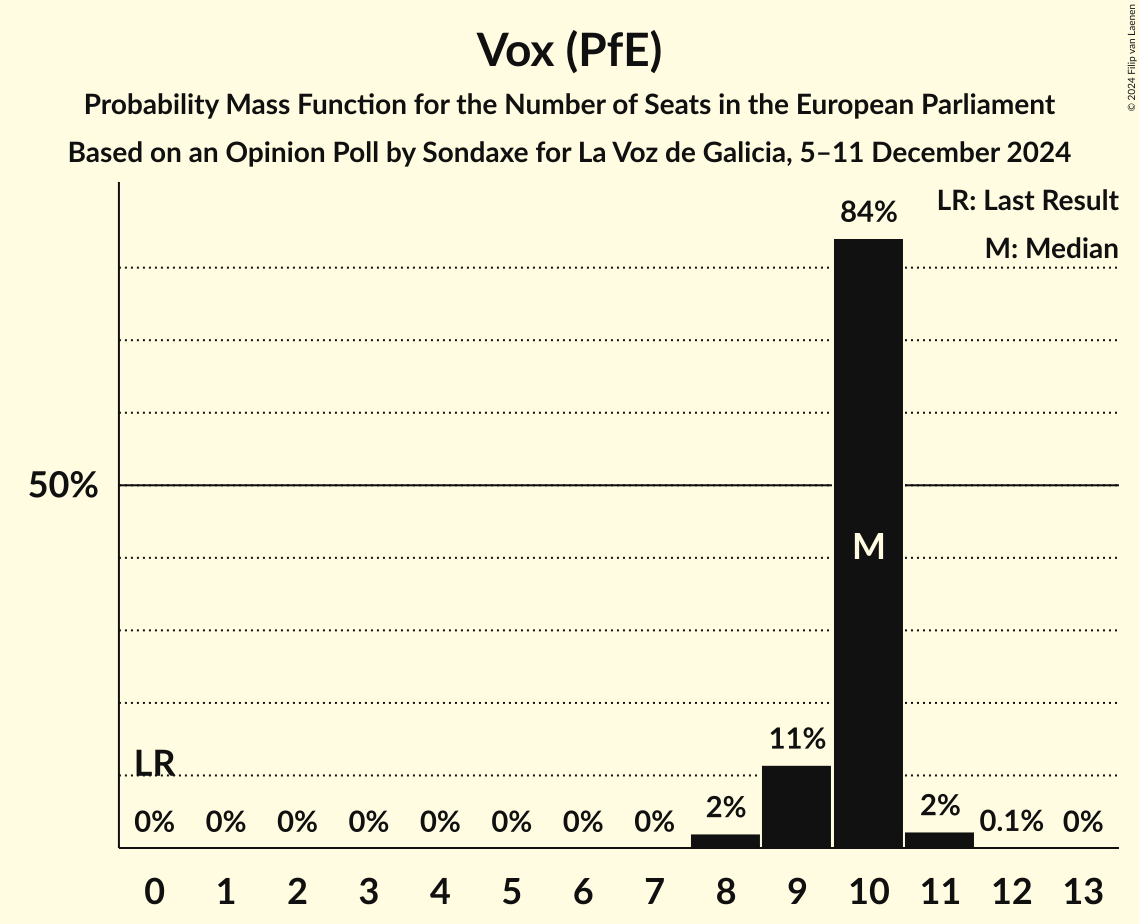 Vox (PfE)
Probability Mass Function for the Number of Seats in the European Parliament
Based on an Opinion Poll by Sondaxe for La Voz de Galicia, 5–11 December 2024
© 2024 Filip van Laenen
LR: Last Result
M: Median
84%
50%
M
11%
LR
0% 0% 0% 0% 0% 0% 0% 0% 2% 2% 0.1% 0%
0 1 2 3 4 5 6 7 8 9 10 11 12 13